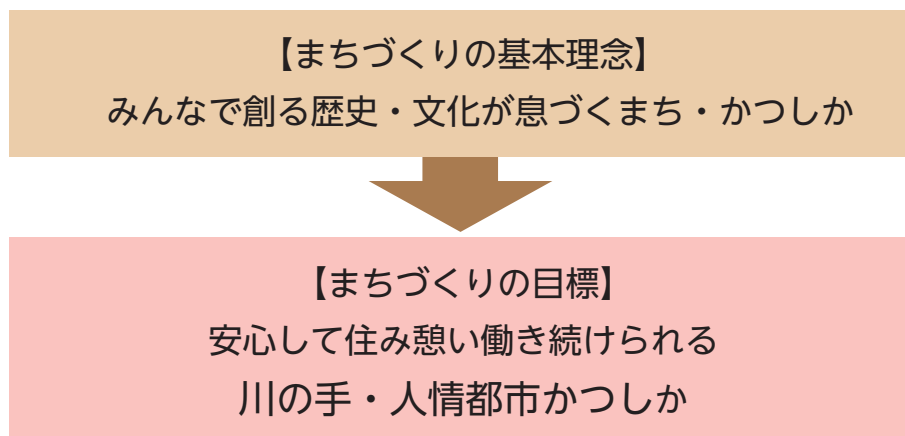 【まちづくりの基本理念】
みんなで創る歴史・文化が息づくまち・かつしか
【まちづくりの目標】
安心して住み憩い働き続けられる
川の手・人情都市かつしか